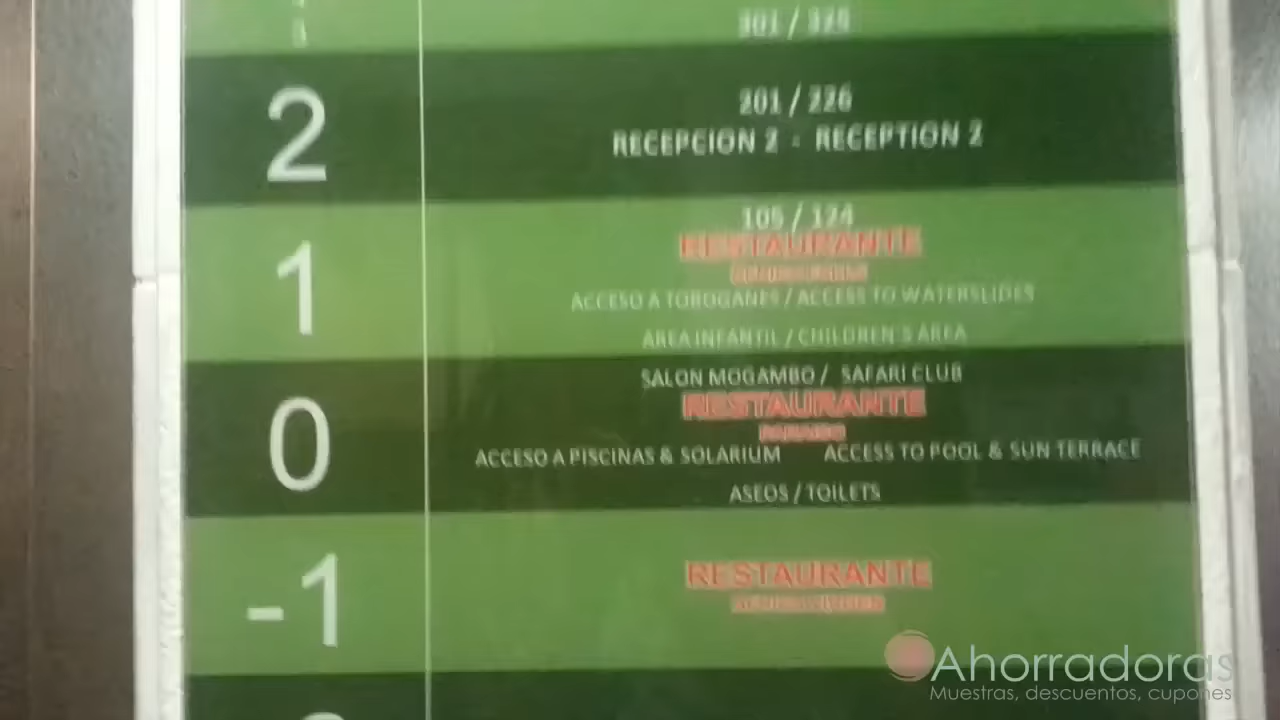 301 / 325
2
201 / 226
RECEPCION 2 - RECEPTION 2
1
105 / 124
RESTAURANTE
ACCESO A TOBOGANES / ACCESS TO WATERSLIDES
AREA INFANTIL / CHILDREN'S AREA
0
SALON MOGAMBO / SAFARI CLUB
RESTAURANTE
ACCESO A PISCINAS & SOLARIUM ACCESS TO POOL & SUN TERRACE
ASEOS / TOILETS
-1
RESTAURANTE
Ahorradoras
Muestras, descuentos, cupones